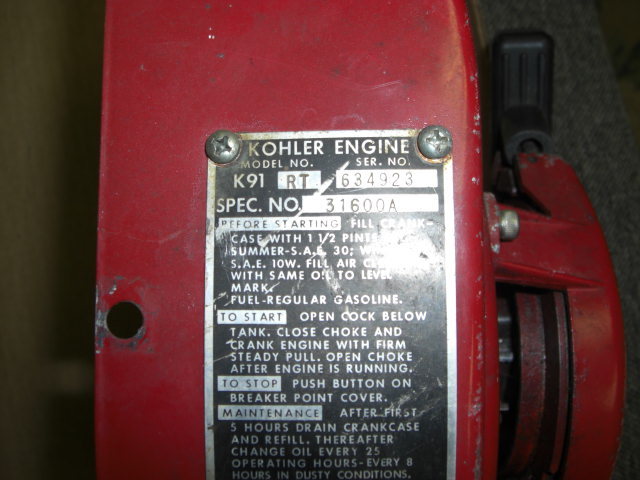 KOHLER ENGINE
MODEL NO. SER. NO.
K91 RT 634923
SPEC. NO. 31600A
BEFORE STARTING FILL CRANK-
CASE WITH 1 1/2 PINTS
SUMMER-S.A.E. 30;
S.A.E. 10W. FILL AIR
WITH SAME OIL TO LEVEL
MARK.
FUEL-REGULAR GASOLINE.
TO START OPEN COCK BELOW
TANK. CLOSE CHOKE AND
CRANK ENGINE WITH FIRM
STEADY PULL. OPEN CHOKE
AFTER ENGINE IS RUNNING.
TO STOP PUSH BUTTON ON
BREAKER POINT COVER.
MAINTENANCE AFTER FIRST
5 HOURS DRAIN CRANKCASE
AND REFILL. THEREAFTER
CHANGE OIL EVERY 25
OPERATING HOURS-EVERY 8
HOURS IN DUSTY CONDITIONS.